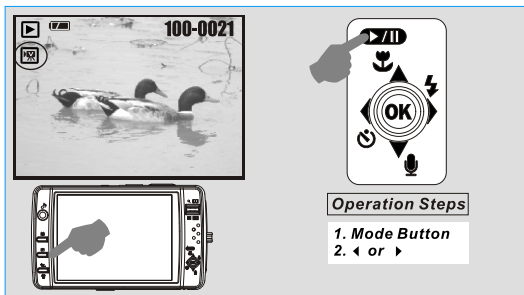 100-0021
OK
Operation Steps
1. Mode Button
2. ◂ or ▸